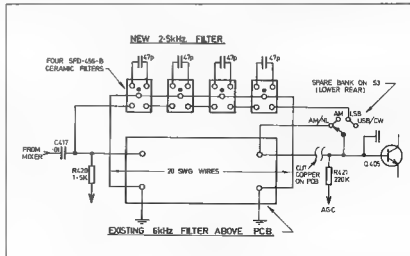 NEW 2·5kHz FILTER
47p 47p 47p 47p
FOUR SFD-455-B
CERAMIC FILTERS
SPARE BANK ON S3
(LOWER REAR)
AM LSB
AM/NL USB/CW
FROM
MIXER
C417
R420
1·5K
20 SWG WIRES
CUT
COPPER
ON PCB
R421
220K
Q405
AGC
EXISTING 6kHz FILTER ABOVE PCB